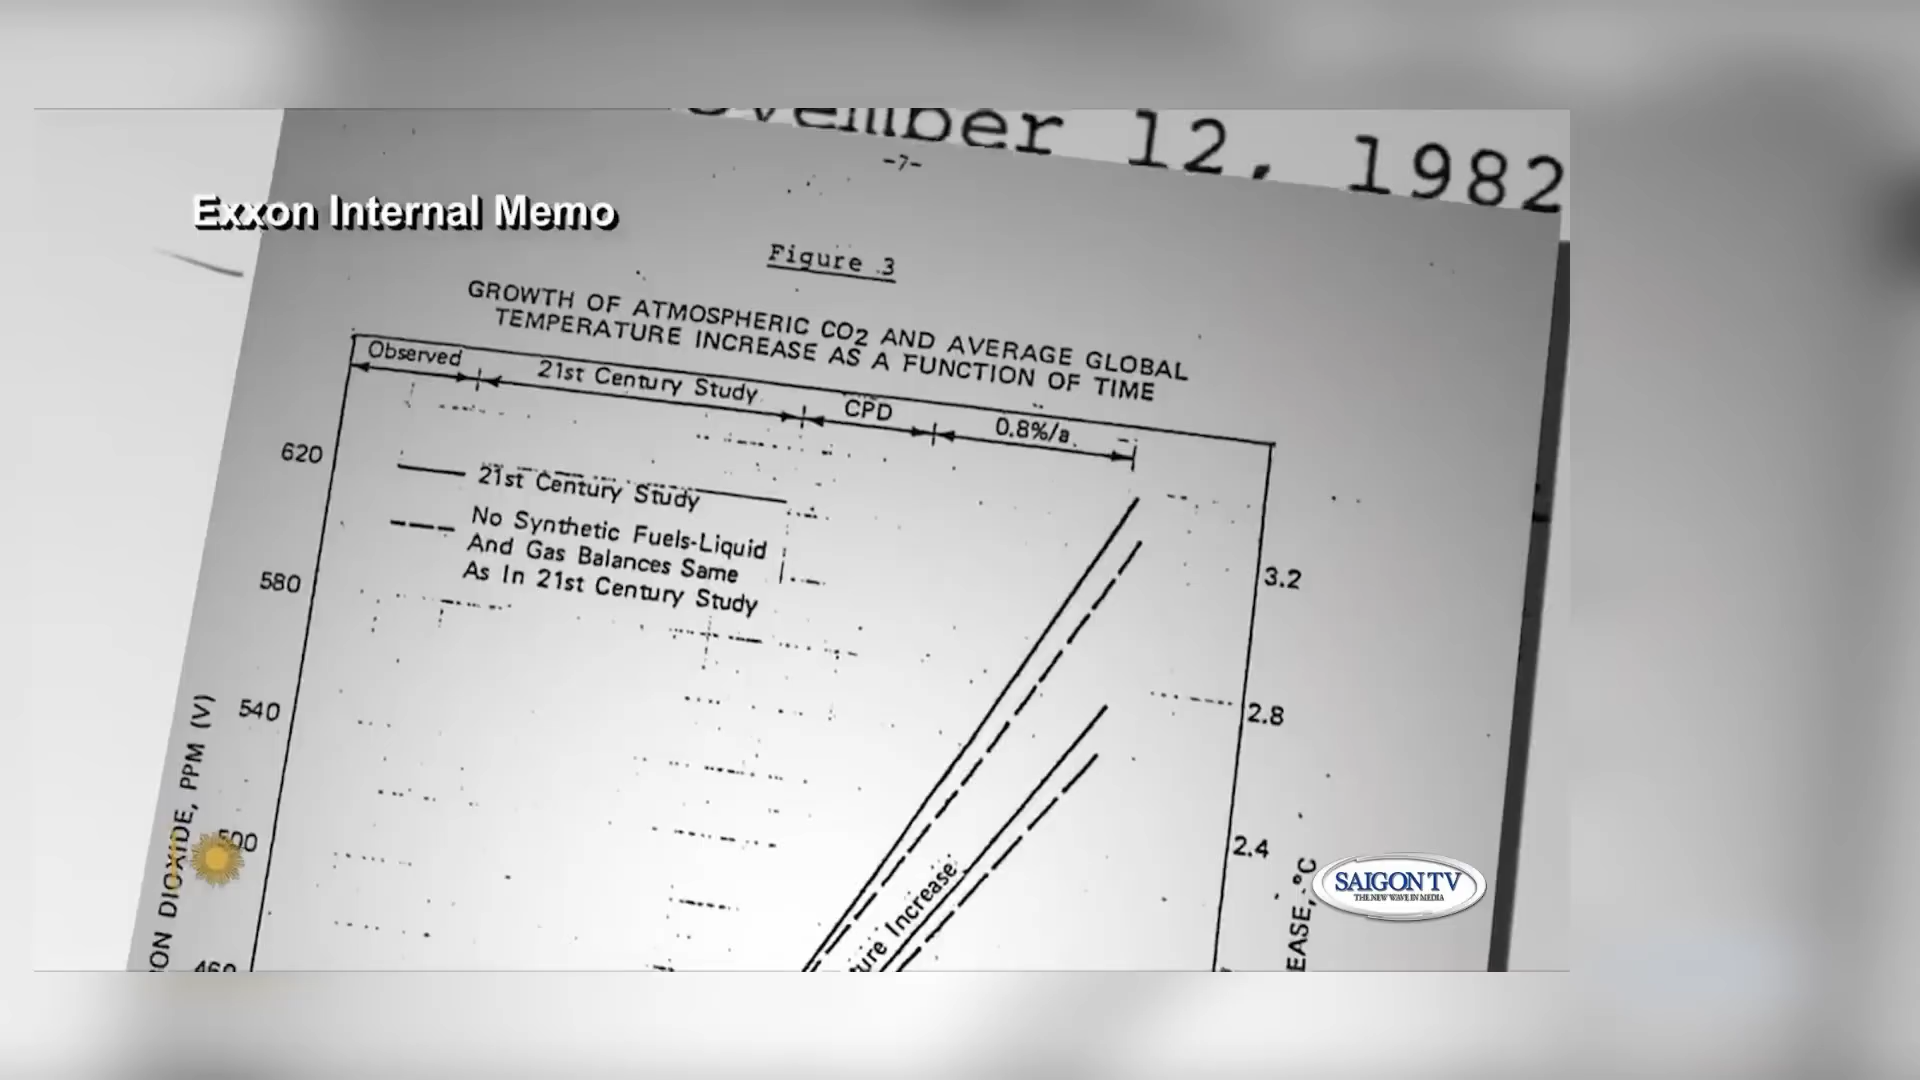 12, 1982
-7-
Exxon Internal Memo
Figure 3
GROWTH OF ATMOSPHERIC CO2 AND AVERAGE GLOBAL
TEMPERATURE INCREASE AS A FUNCTION OF TIME
Observed
21st Century Study
CPD
0.8%/a.
620
21st Century Study
No Synthetic Fuels-Liquid
And Gas Balances Same
As In 21st Century Study
580
3.2
540
2.8
500
2.4
PPM (V)
DIOXIDE,
Increase
°C
SAIGON TV
THE NEW WAVE IN MEDIA